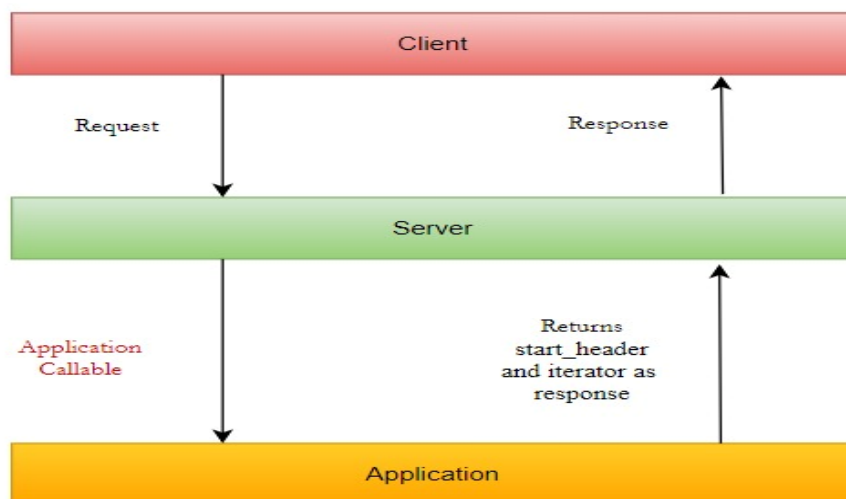 Client
Request
Response
Server
Application
Callable
Returns
start_header
and iterator as
response
Application